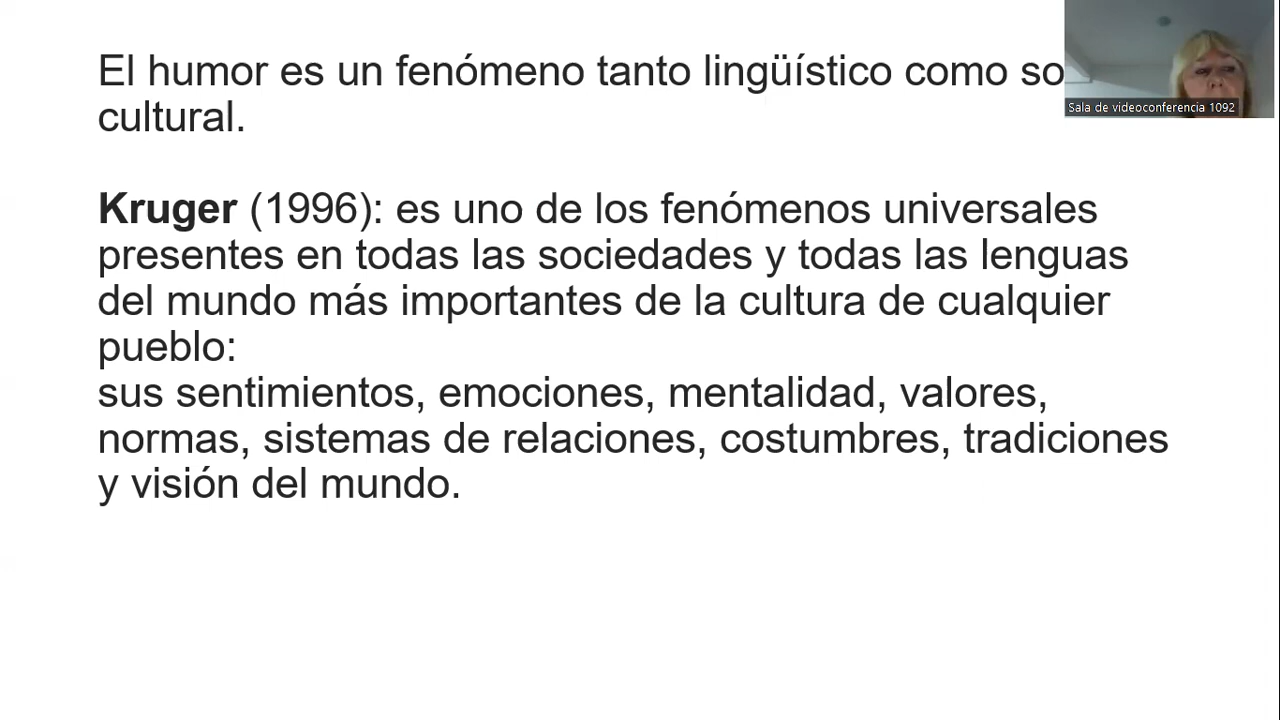 El humor es un fenómeno tanto lingüístico como
cultural.
Kruger (1996): es uno de los fenómenos universales
presentes en todas las sociedades y todas las lenguas
del mundo más importantes de la cultura de cualquier
pueblo:
sus sentimientos, emociones, mentalidad, valores,
normas, sistemas de relaciones, costumbres, tradiciones
y visión del mundo.
Sala de videoconferencia 1092